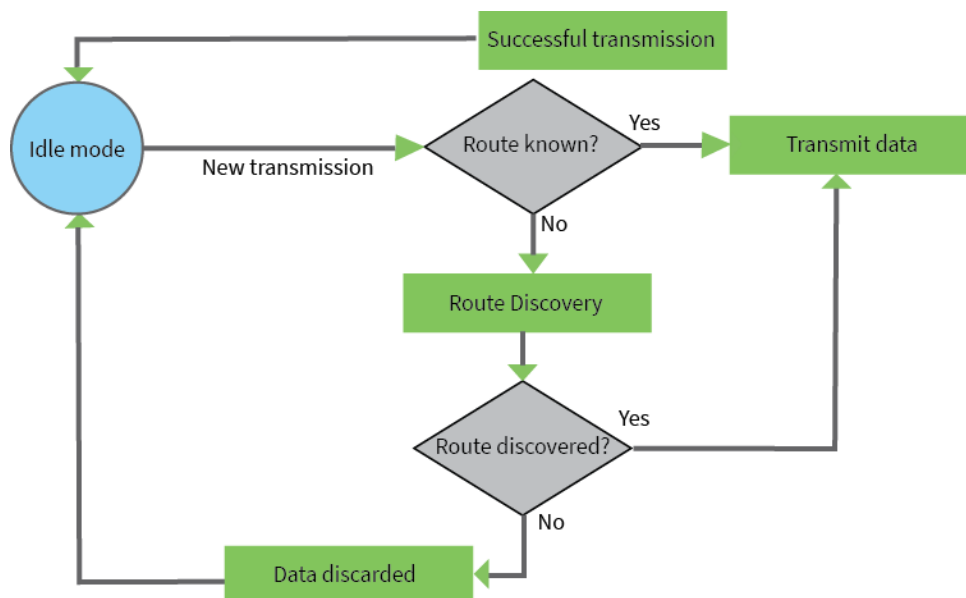 Successful transmission
Idle mode
New transmission
Route known?
Yes
Transmit data
No
Route Discovery
Route discovered?
Yes
No
Data discarded